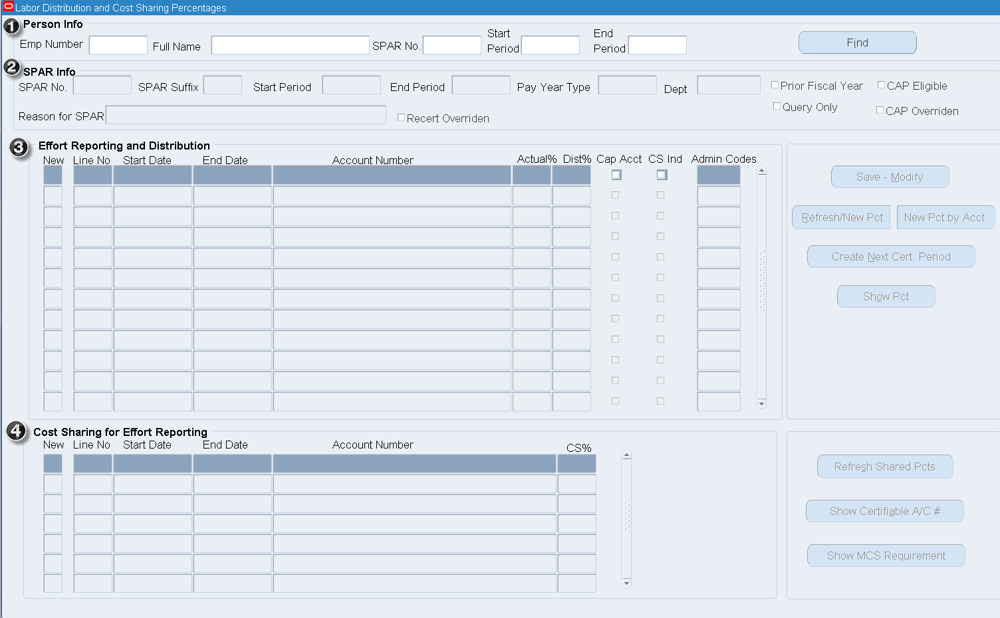 Labor Distribution and Cost Sharing Percentages
1 Person Info
Emp Number Full Name SPAR No. Start Period End Period Find
2 SPAR Info
SPAR No. SPAR Suffix Start Period End Period Pay Year Type Dept Prior Fiscal Year CAP Eligible
Query Only CAP Overriden
Reason for SPAR Recert Overriden
3 Effort Reporting and Distribution
New Line No Start Date End Date Account Number Actual% Dist% Cap Acct CS Ind Admin Codes
Save - Modify
Refresh/New Pct New Pct by Acct
Create Next Cert. Period
Show Pct
4 Cost Sharing for Effort Reporting
New Line No Start Date End Date Account Number CS%
Refresh Shared Pcts
Show Certifiable A/C #
Show MCS Requirement